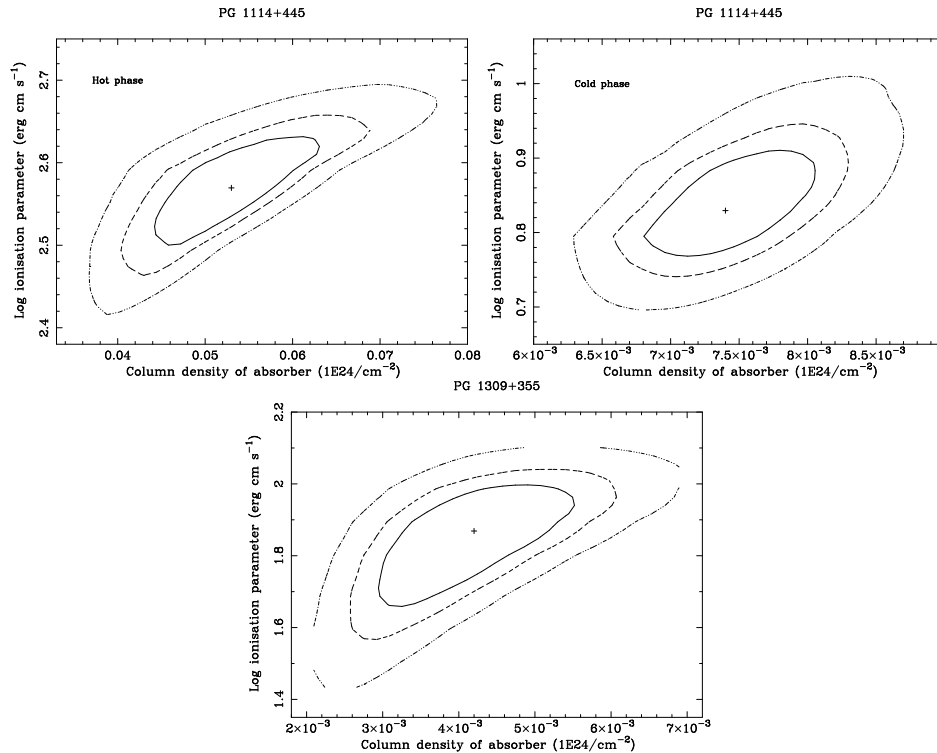 PG 1114+445
Hot phase
Log ionisation parameter (erg cm s⁻¹)
2.7
2.6
2.5
2.4
0.04 0.05 0.06 0.07 0.08
Column density of absorber (1E24/cm⁻²)
PG 1114+445
Cold phase
Log ionisation parameter (erg cm s⁻¹)
1
0.9
0.8
0.7
6×10⁻³ 6.5×10⁻³ 7×10⁻³ 7.5×10⁻³ 8×10⁻³ 8.5×10⁻³
Column density of absorber (1E24/cm⁻²)
PG 1309+355
Log ionisation parameter (erg cm s⁻¹)
2.2
2
1.8
1.6
1.4
2×10⁻³ 3×10⁻³ 4×10⁻³ 5×10⁻³ 6×10⁻³ 7×10⁻³
Column density of absorber (1E24/cm⁻²)